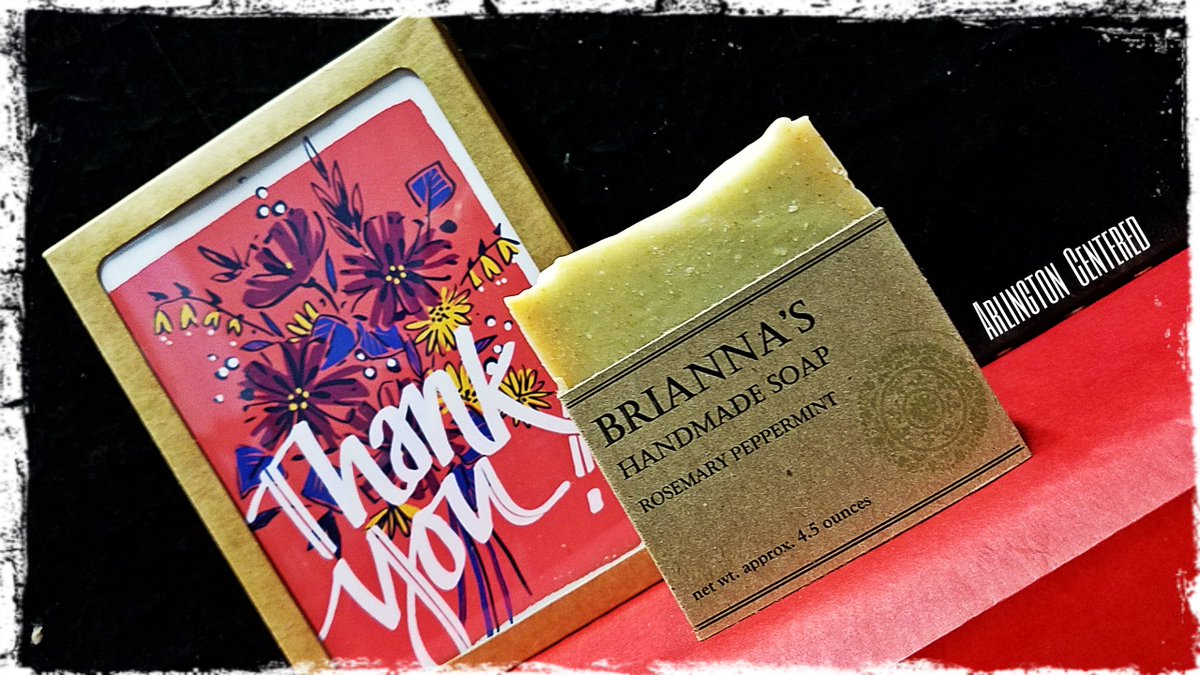 Thank
you!
BRIANNA'S
HANDMADE SOAP
ROSEMARY PEPPERMINT
net wt. approx. 4.5 ounces
ARLINGTON CENTERED